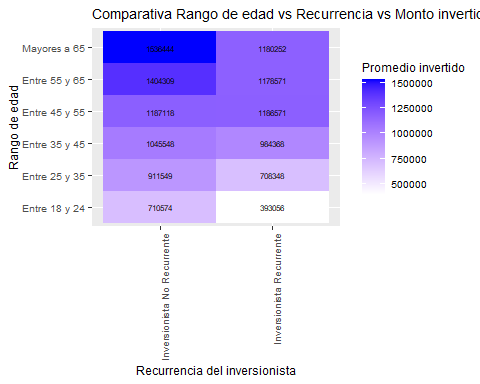 Comparativa Rango de edad vs Recurrencia vs Monto invertid
Rango de edad
Mayores a 65
1180252
Entre 55 y 65
1404309
1178571
Entre 45 y 55
1187118
1186571
Entre 35 y 45
1045548
984368
Entre 25 y 35
911549
708348
Entre 18 y 24
710574
393056
Inversionista No Recurrente
Inversionista Recurrente
Recurrencia del inversionista
Promedio invertido
1500000
1250000
1000000
750000
500000